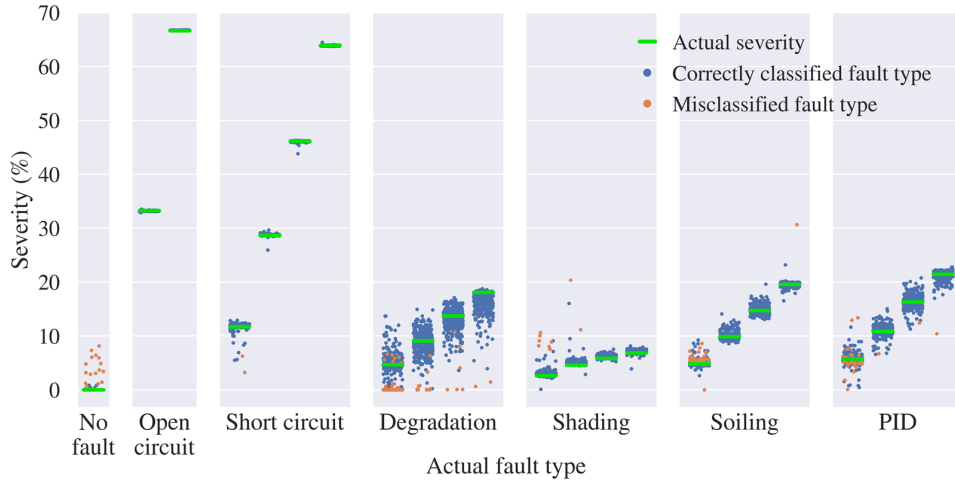 70
60
50
40
30
20
10
0
Severity (%)
Actual severity
Correctly classified fault type
Misclassified fault type
No
fault
Open
circuit
Short circuit
Degradation
Shading
Soiling
PID
Actual fault type